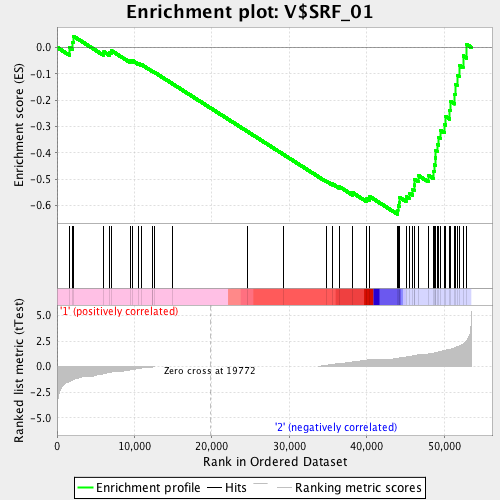 Enrichment plot: V$SRF_01
Enrichment score (ES)
0.0
-0.1
-0.2
-0.3
-0.4
-0.5
-0.6
'1' (positively correlated)
Ranked list metric (tTest)
5.0
2.5
0.0
-2.5
-5.0
Zero cross at 19772
'2' (negatively correlated)
0 10,000 20,000 30,000 40,000 50,000
Rank in Ordered Dataset
Enrichment profile Hits Ranking metric scores